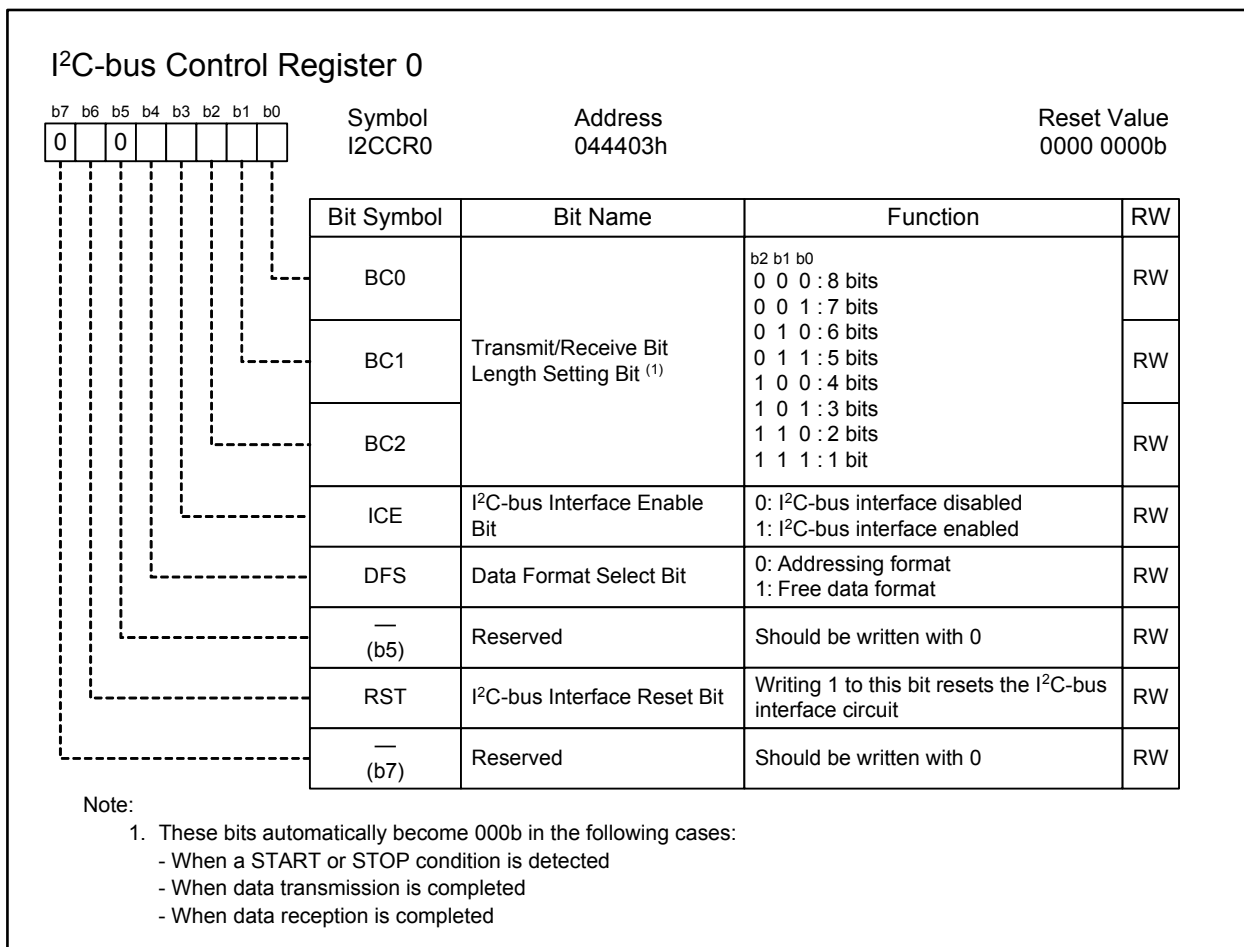 I²C-bus Control Register 0
b7 b6 b5 b4 b3 b2 b1 b0
0 0
Symbol Address Reset Value
I2CCR0 044403h 0000 0000b
Bit Symbol Bit Name Function RW
BC0
BC1
BC2
Transmit/Receive Bit
Length Setting Bit (1)
b2 b1 b0
0 0 0 : 8 bits
0 0 1 : 7 bits
0 1 0 : 6 bits
0 1 1 : 5 bits
1 0 0 : 4 bits
1 0 1 : 3 bits
1 1 0 : 2 bits
1 1 1 : 1 bit
RW
RW
RW
ICE
I²C-bus Interface Enable
Bit
0: I²C-bus interface disabled
1: I²C-bus interface enabled
RW
DFS
Data Format Select Bit
0: Addressing format
1: Free data format
RW
—
(b5)
Reserved
Should be written with 0
RW
RST
I²C-bus Interface Reset Bit
Writing 1 to this bit resets the I²C-bus
interface circuit
RW
—
(b7)
Reserved
Should be written with 0
RW
Note:
1. These bits automatically become 000b in the following cases:
- When a START or STOP condition is detected
- When data transmission is completed
- When data reception is completed